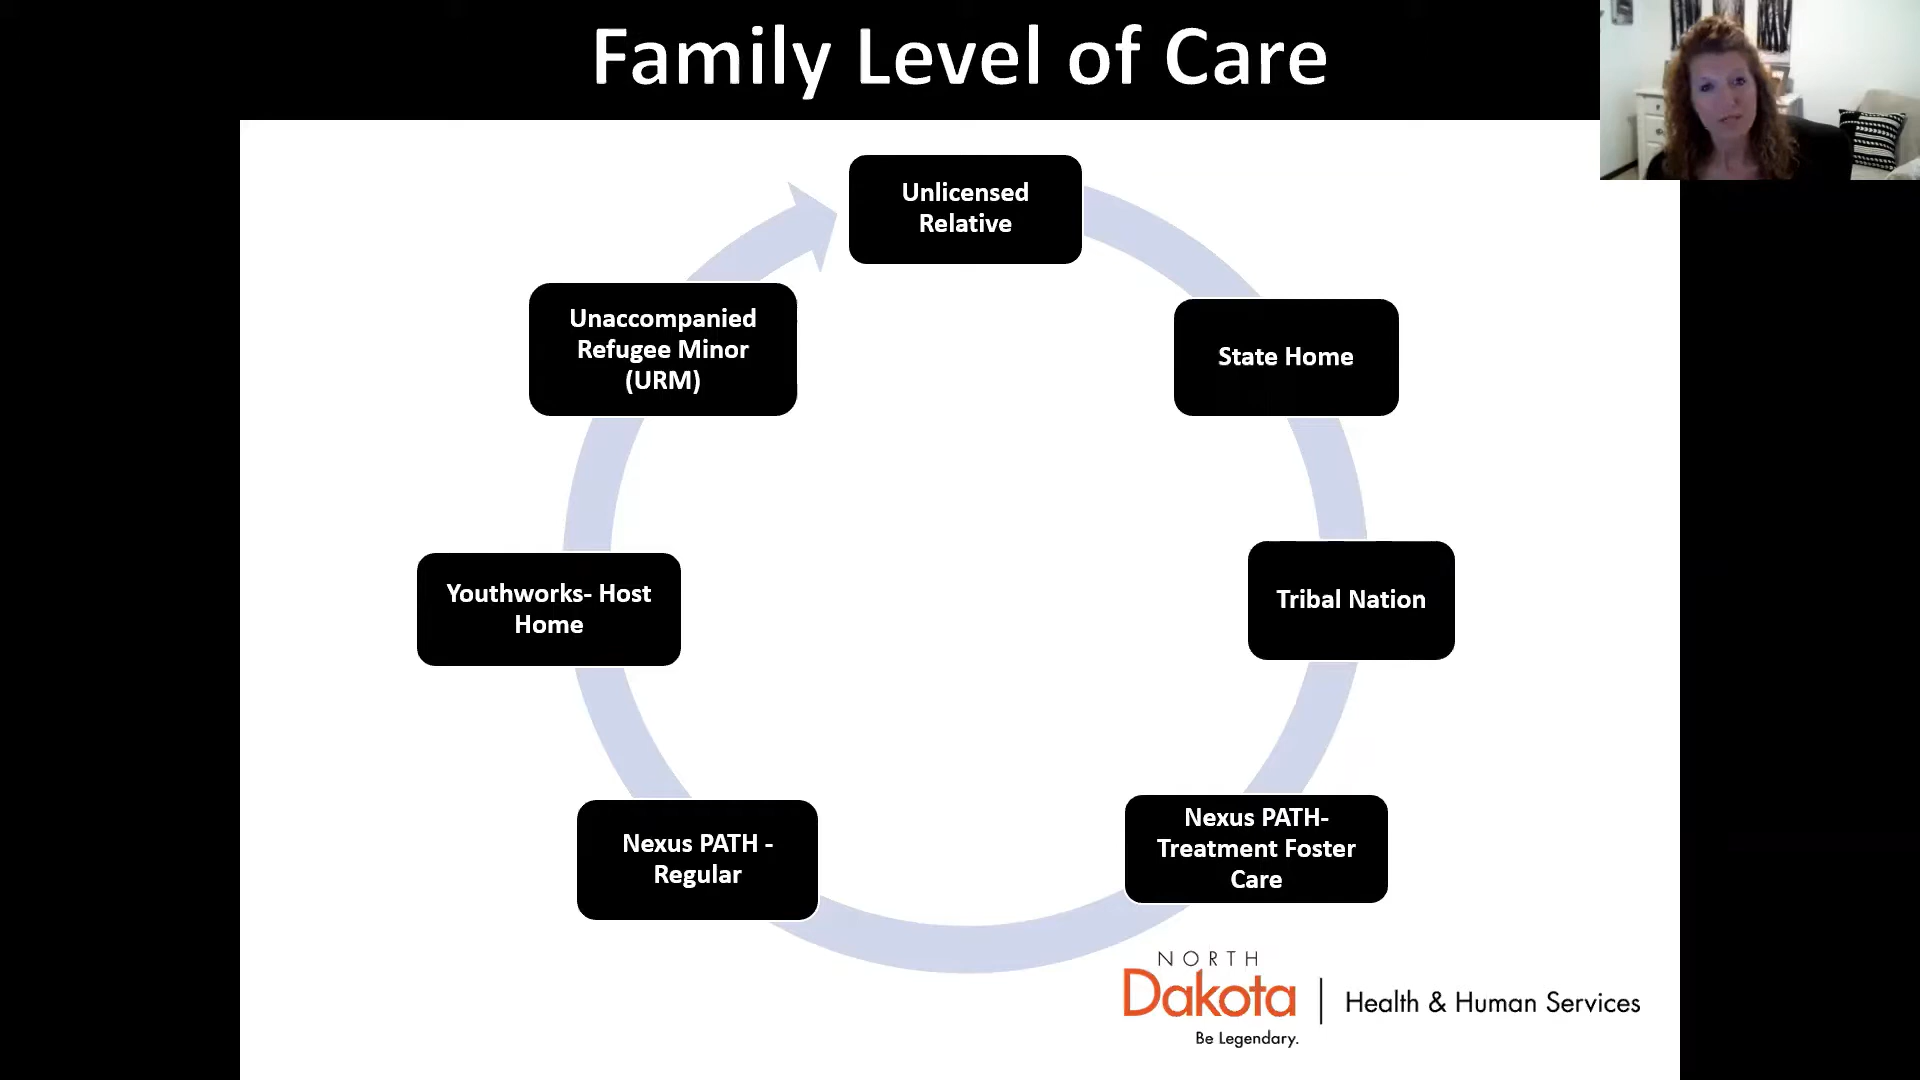 Family Level of Care
Unlicensed
Relative
State Home
Tribal Nation
Nexus PATH-
Treatment Foster
Care
Nexus PATH -
Regular
Youthworks- Host
Home
Unaccompanied
Refugee Minor
(URM)
NORTH
Dakota
Be Legendary.
Health & Human Services